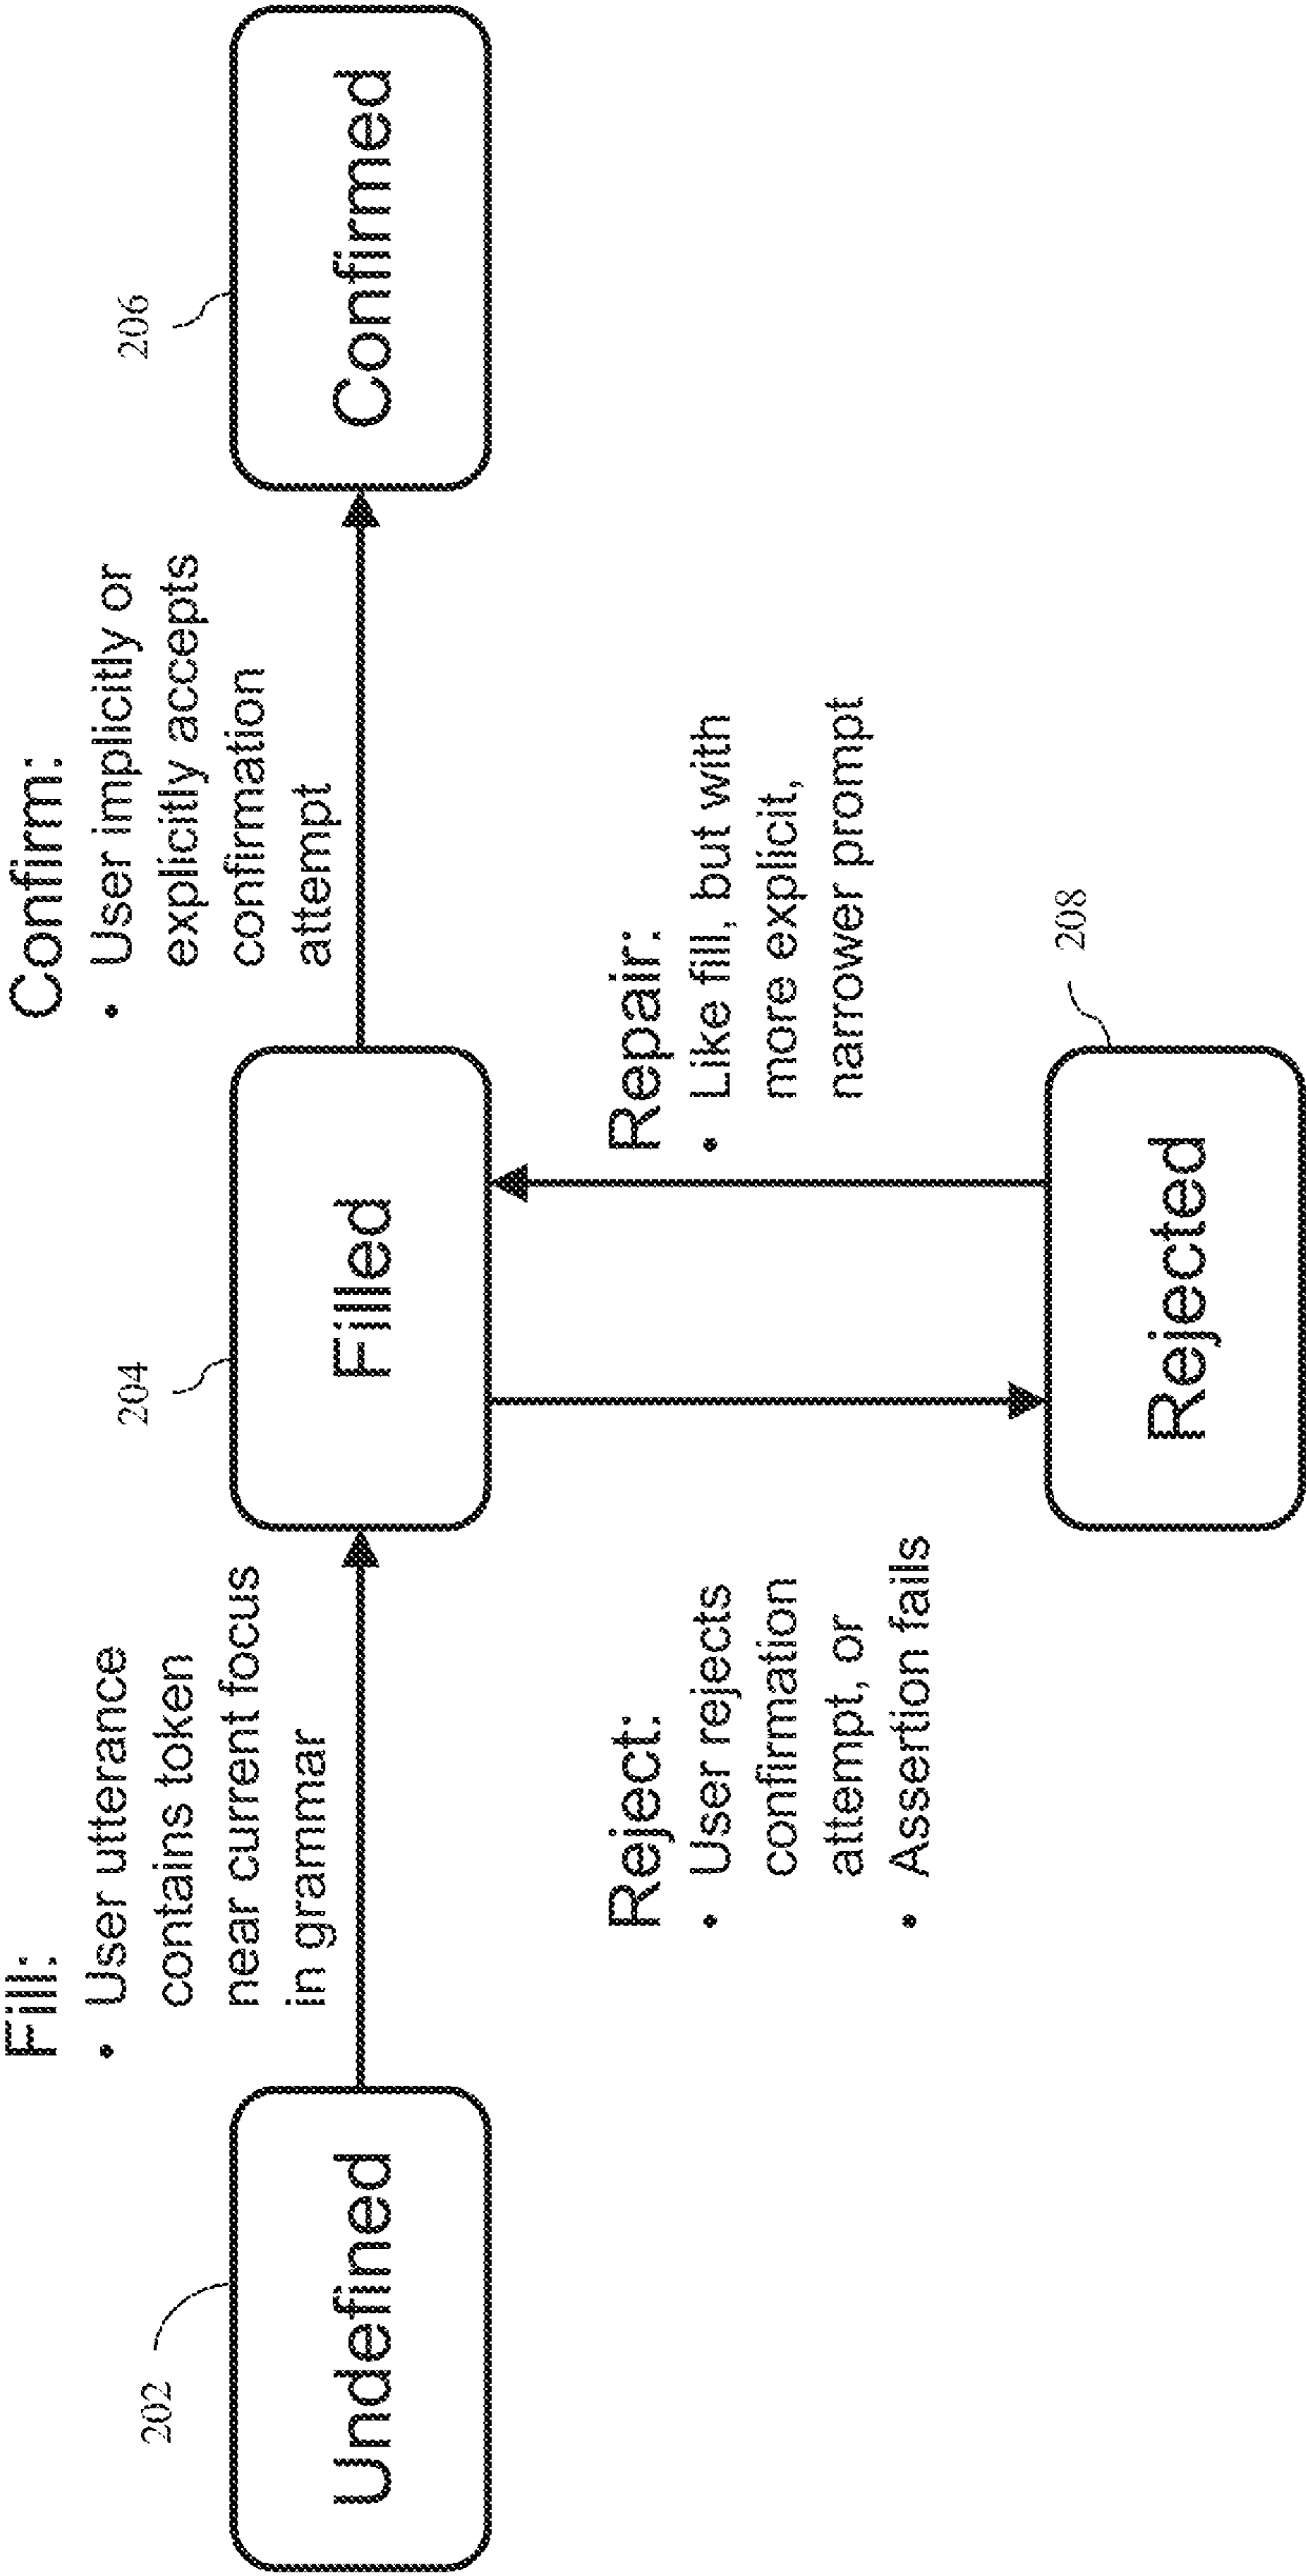 Fill:
• User utterance
contains token
near current focus
in grammar
Confirm:
• User implicitly or
explicitly accepts
confirmation
attempt
202
204
206
Undefined
Filled
Confirmed
Reject:
• User rejects
confirmation
attempt, or
• Assertion fails
Repair:
• Like fill, but with
more explicit,
narrower prompt
208
Rejected